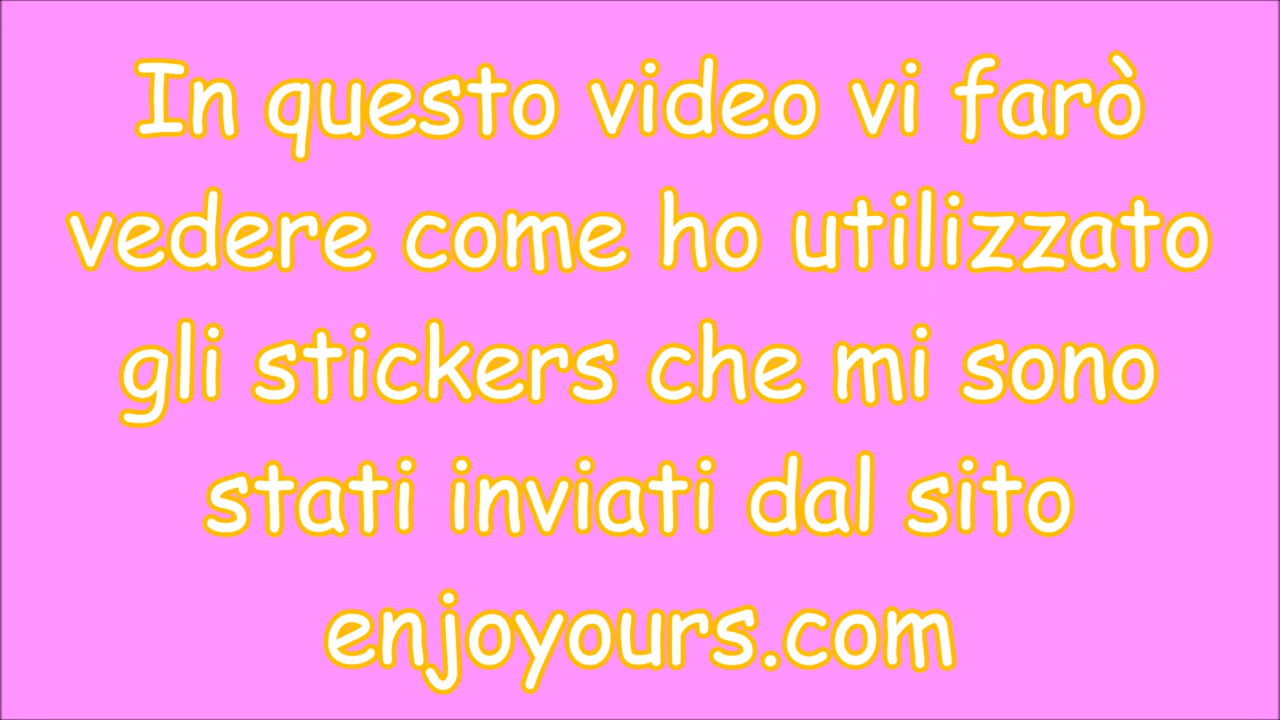 In questo video vi farò
vedere come ho utilizzato
gli stickers che mi sono
stati inviati dal sito
enjoyours.com